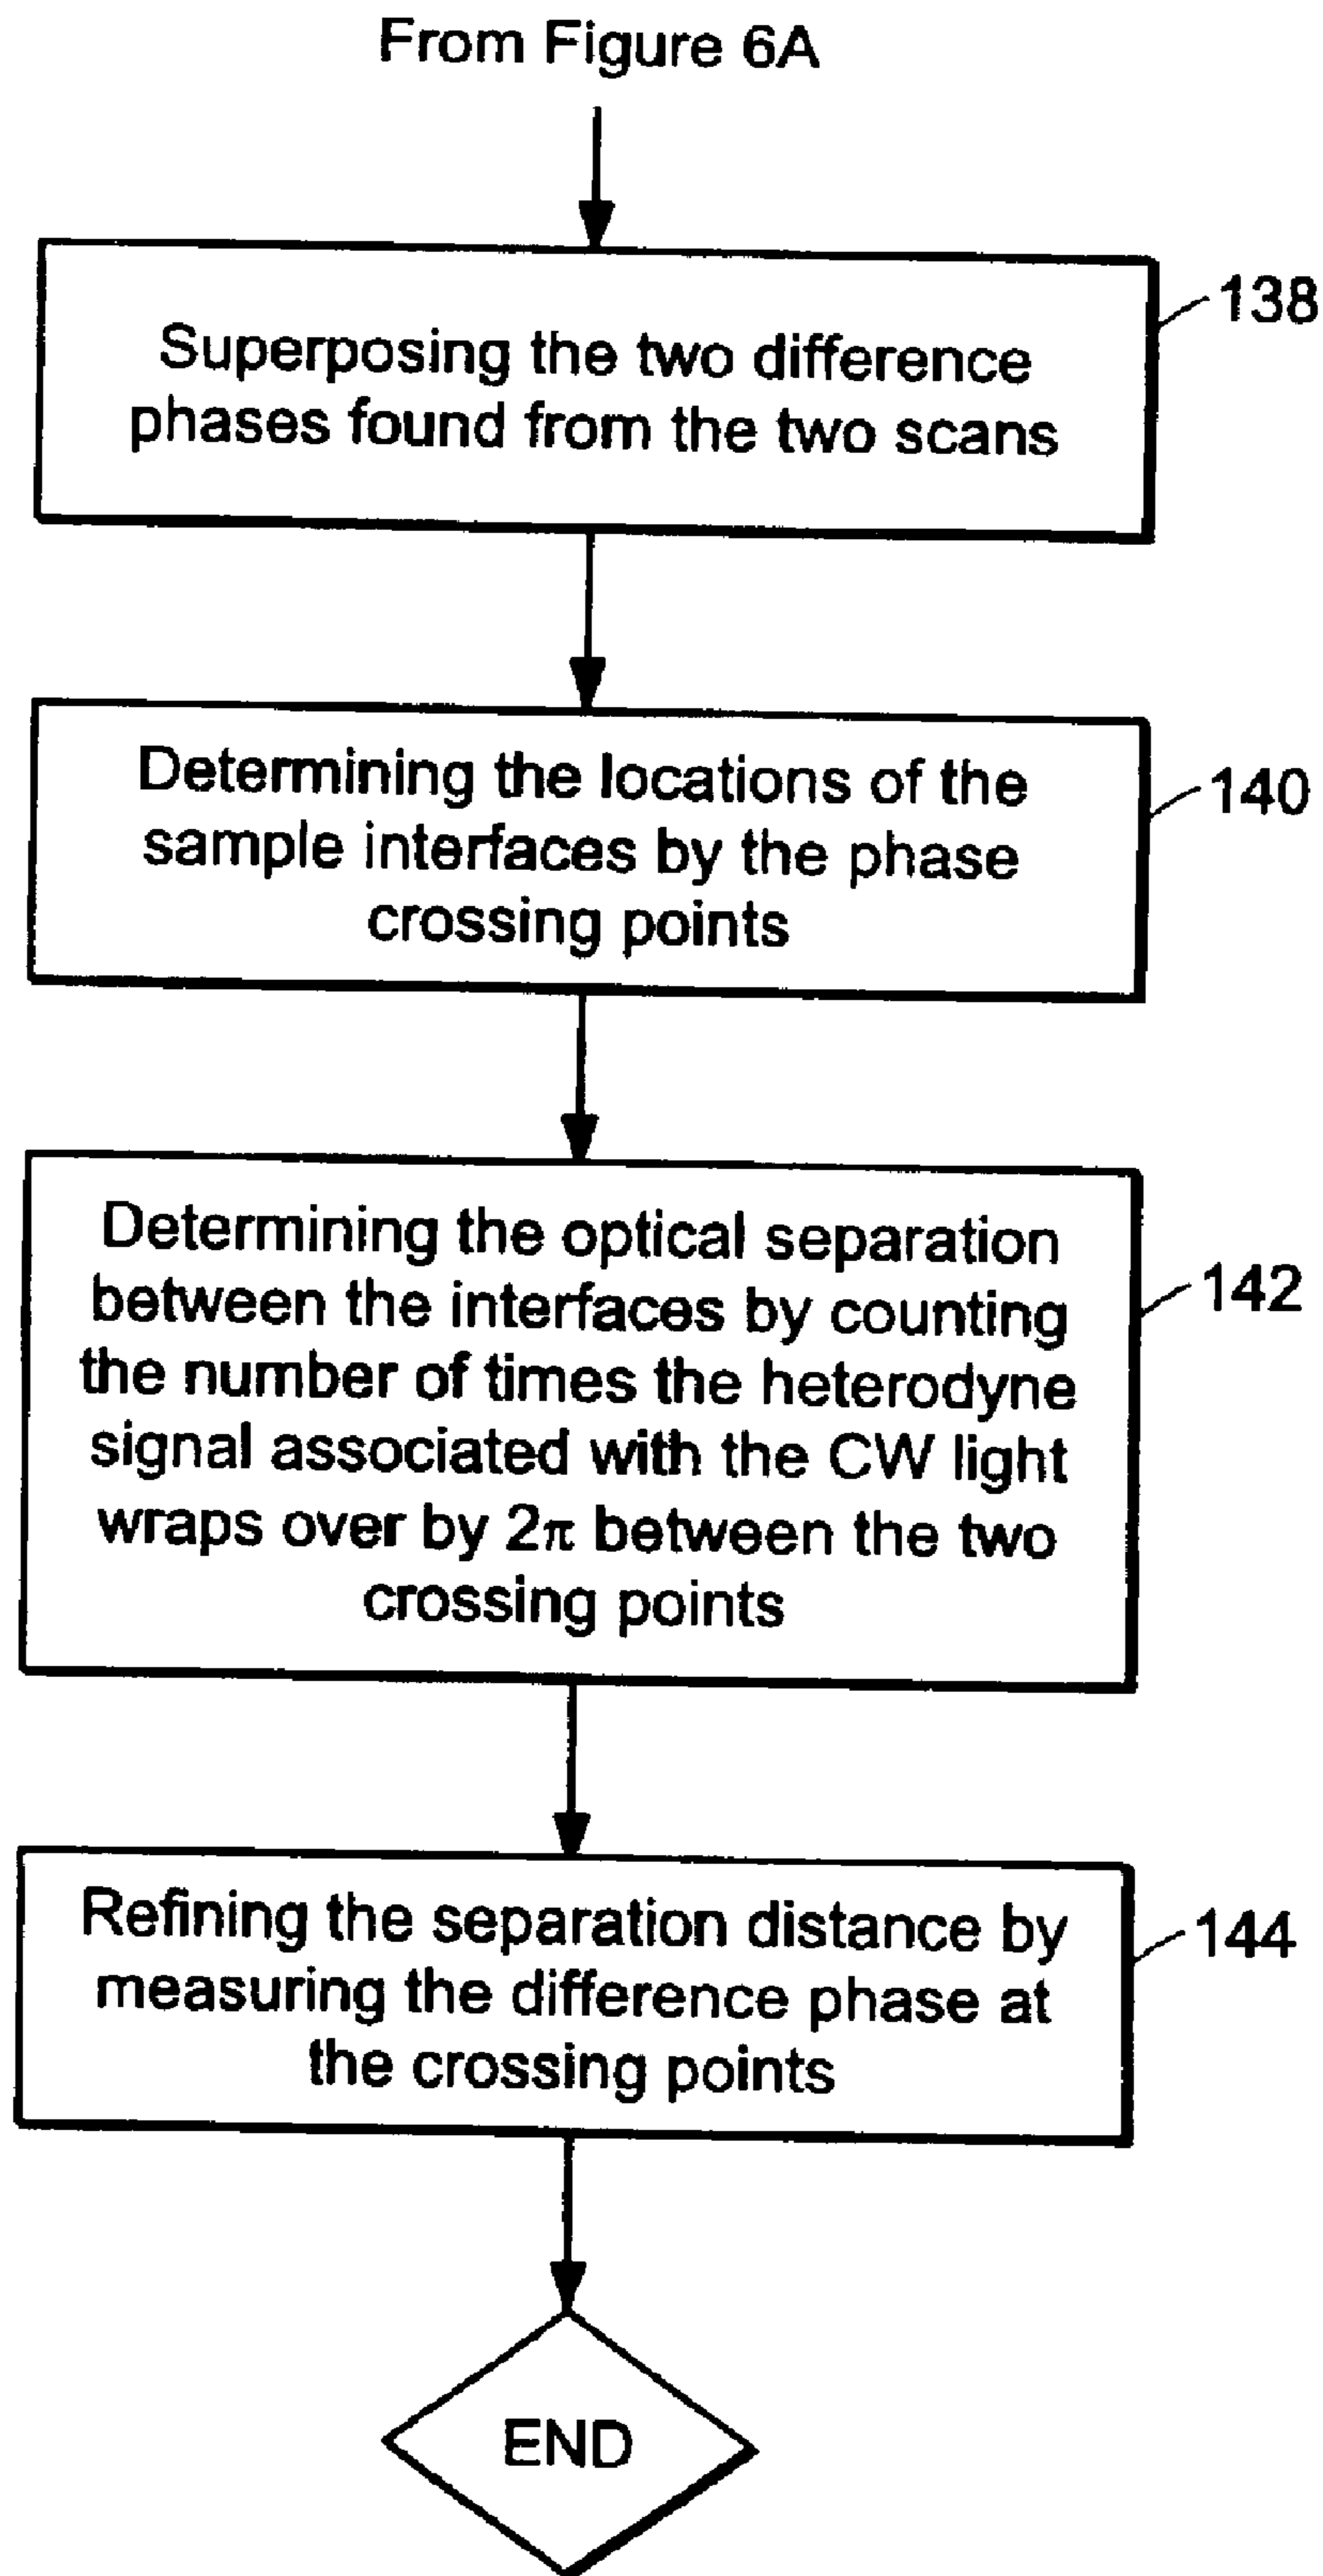 From Figure 6A
138
Superposing the two difference
phases found from the two scans
140
Determining the locations of the
sample interfaces by the phase
crossing points
142
Determining the optical separation
between the interfaces by counting
the number of times the heterodyne
signal associated with the CW light
wraps over by 2π between the two
crossing points
144
Refining the separation distance by
measuring the difference phase at
the crossing points
END